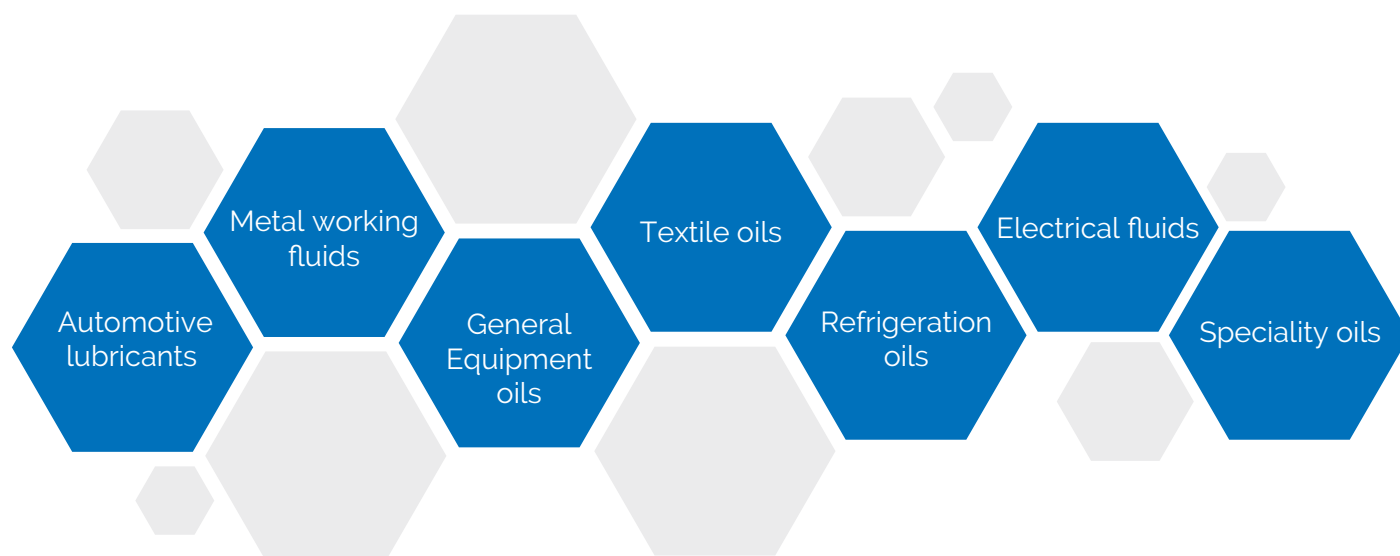 Automotive
lubricants
Metal working
fluids
General
Equipment
oils
Textile oils
Refrigeration
oils
Electrical fluids
Speciality oils